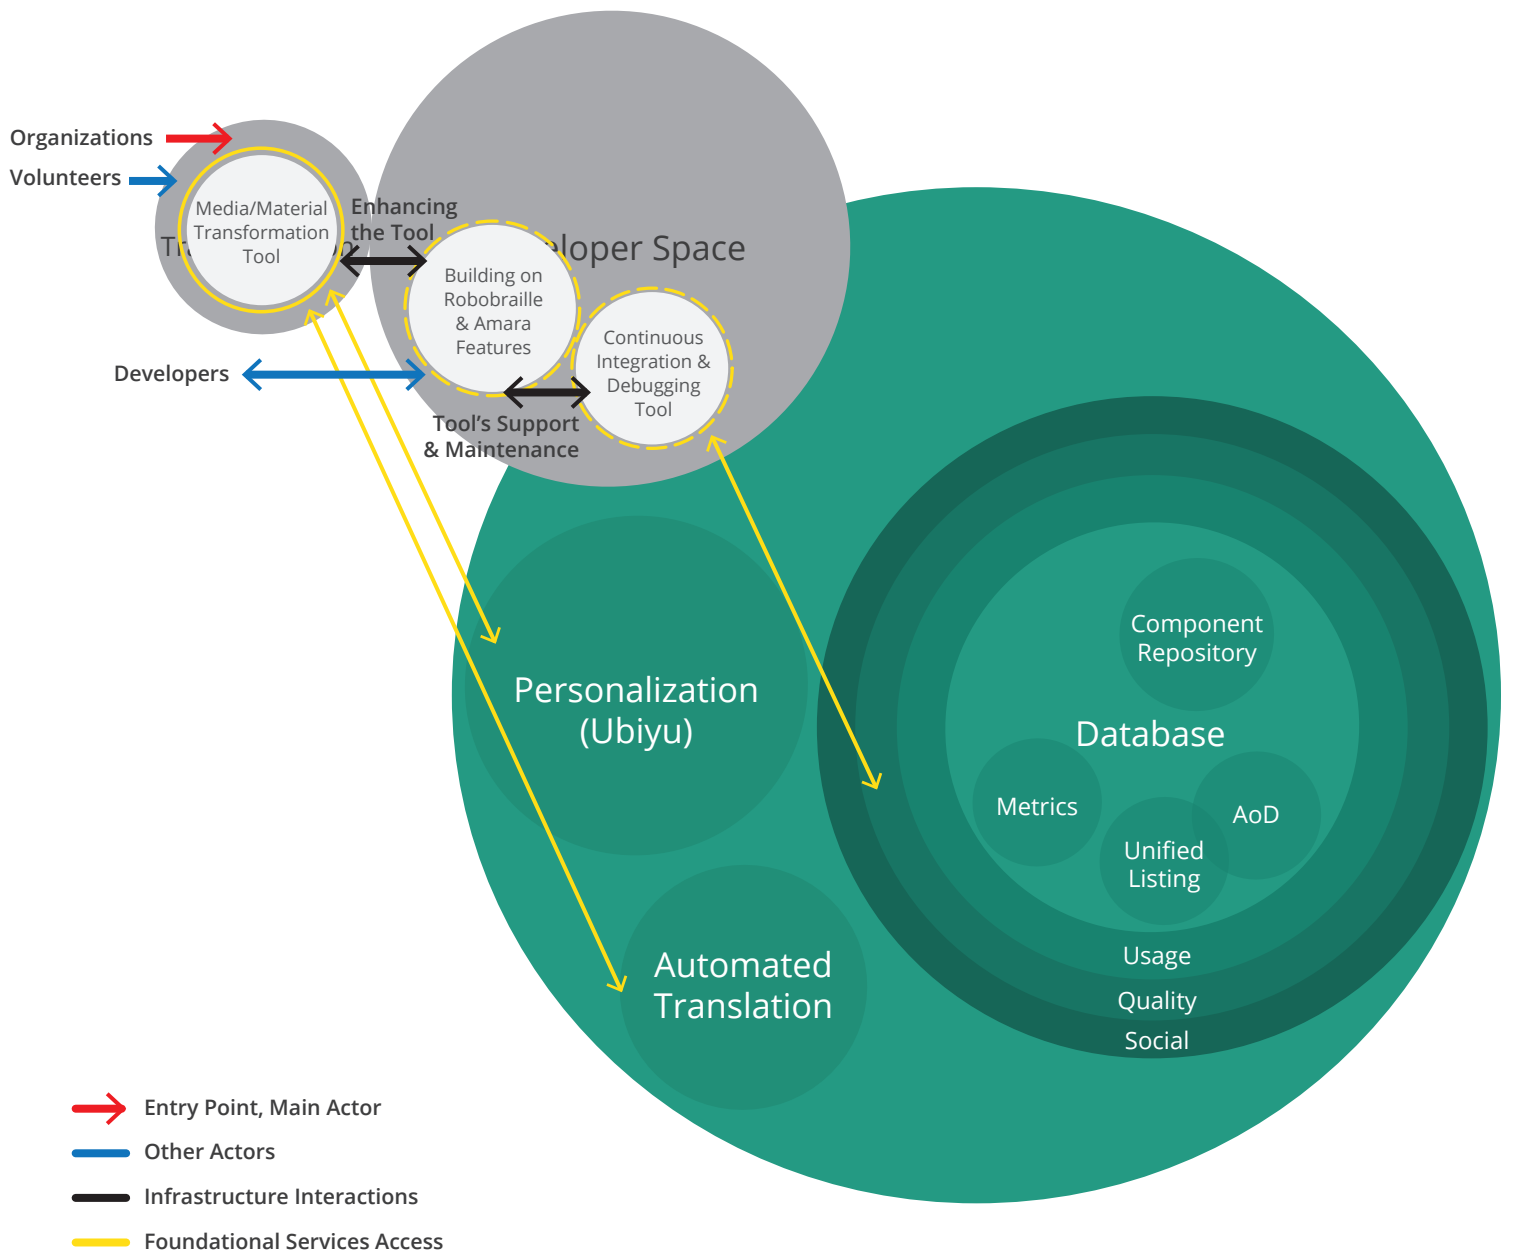 Organizations
Volunteers
Media/Material
Transformation
Tool
Enhancing
the Tool
eloper Space
Building on
Robobraille
& Amara
Features
Continuous
Integration &
Debugging
Tool
Developers
Tool's Support
& Maintenance
Component
Repository
Personalization
(Ubiyu)
Database
Metrics
AoD
Unified
Listing
Usage
Automated
Translation
Quality
Social
Entry Point, Main Actor
Other Actors
Infrastructure Interactions
Foundational Services Access